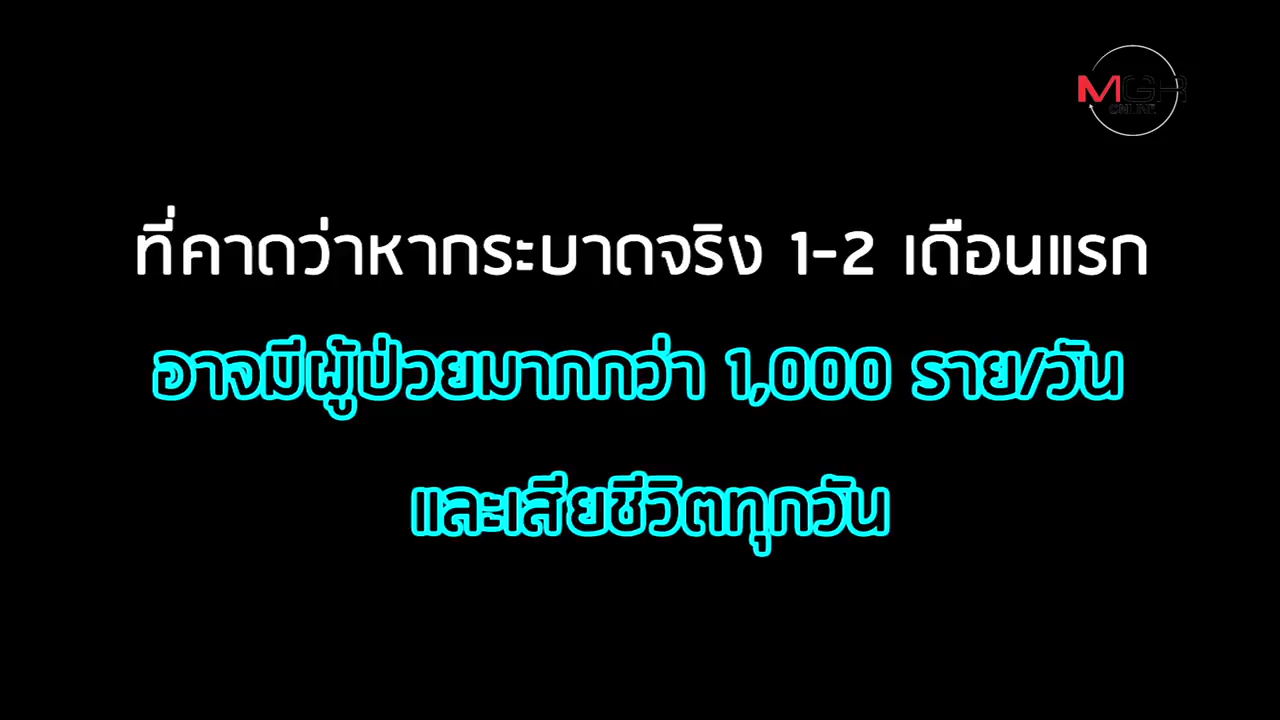 MGR
ONLINE
ที่คาดว่าหากระบาดจริง 1-2 เดือนแรก
อาจมีผู้ป่วยมากกว่า 1,000 ราย/วัน
และเสียชีวิตทุกวัน